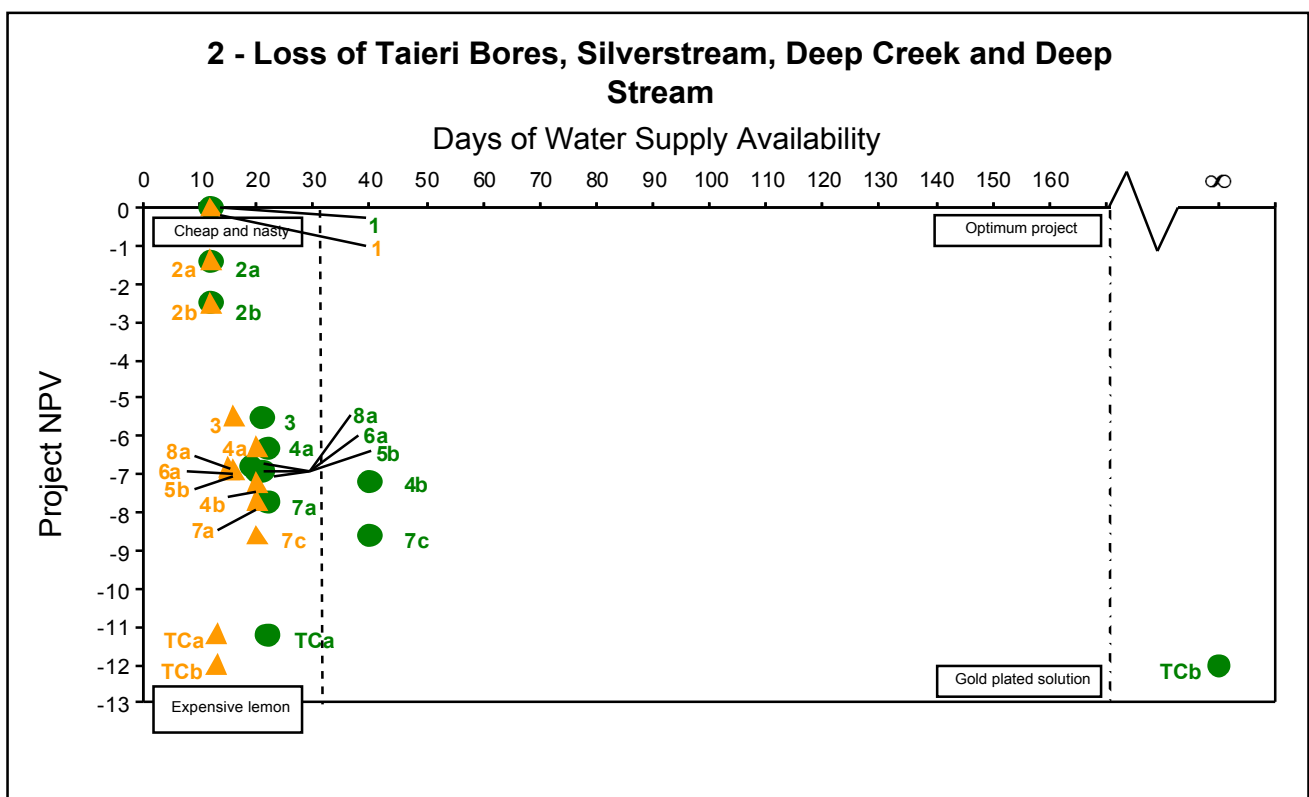 2 - Loss of Taieri Bores, Silverstream, Deep Creek and Deep
Stream
Days of Water Supply Availability
0 10 20 30 40 50 60 70 80 90 100 110 120 130 140 150 160 ∞
Project NPV
0
-1
-2
-3
-4
-5
-6
-7
-8
-9
-10
-11
-12
-13
Cheap and nasty
Optimum project
1
1
2a 2a
2b 2b
3 3
8a
6a
5b
8a 4a 4a
6a
5b
4b
4b
7a
7a
7c 7c
TCa TCa
TCb
TCb
Gold plated solution
Expensive lemon